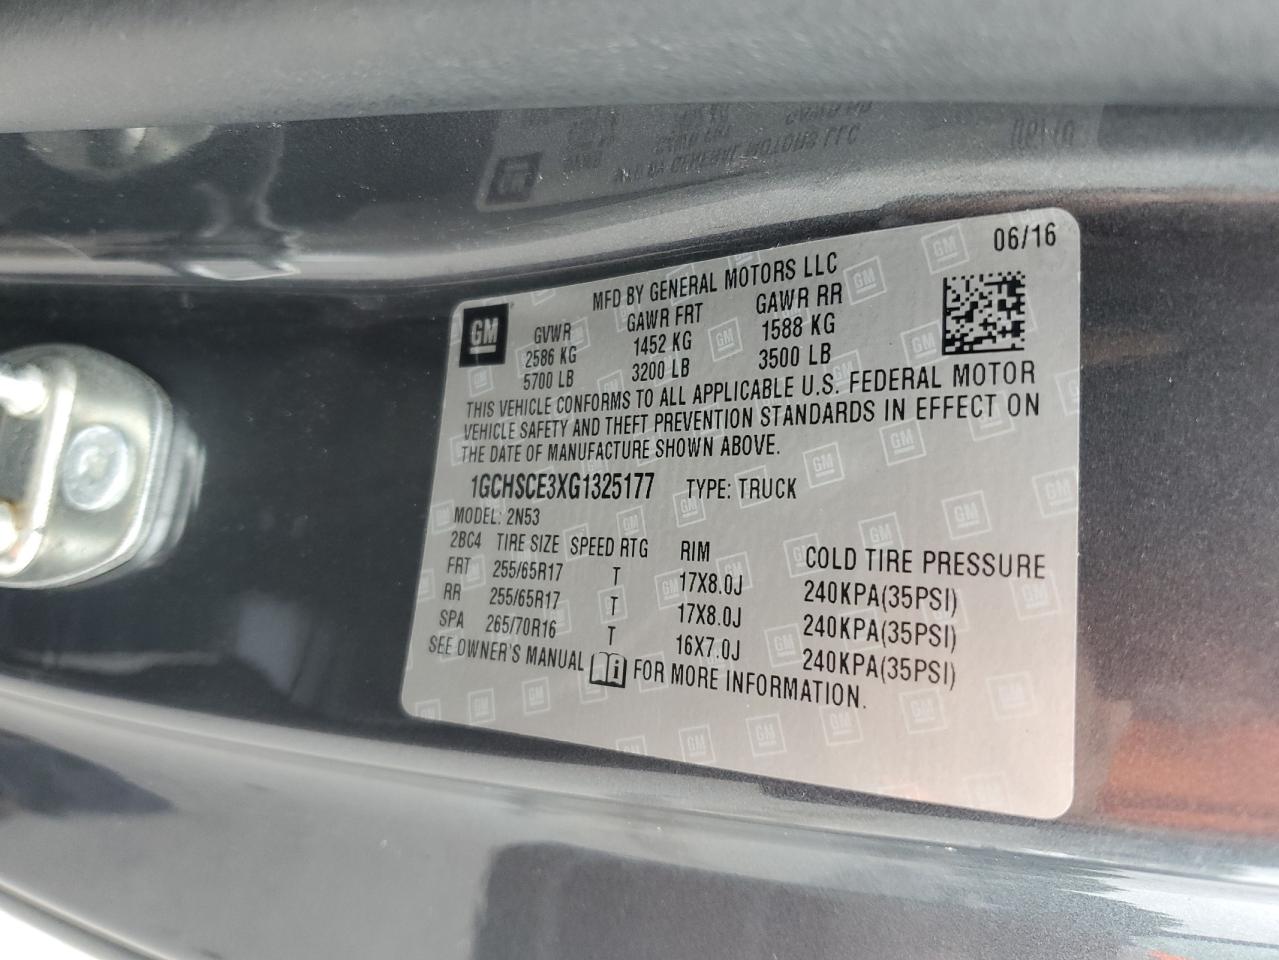 06/16
MFD BY GENERAL MOTORS LLC
GM
GVWR GAWR FRT GAWR RR
2586 KG 1452 KG 1588 KG
5700 LB 3200 LB 3500 LB
THIS VEHICLE CONFORMS TO ALL APPLICABLE U.S. FEDERAL MOTOR
VEHICLE SAFETY AND THEFT PREVENTION STANDARDS IN EFFECT ON
THE DATE OF MANUFACTURE SHOWN ABOVE.
1GCHSCE3XG1325177 TYPE: TRUCK
MODEL: 2N53
2BC4 TIRE SIZE SPEED RTG RIM COLD TIRE PRESSURE
FRT 255/65R17 T 17X8.0J 240KPA(35PSI)
RR 255/65R17 T 17X8.0J 240KPA(35PSI)
SPA 265/70R16 T 16X7.0J 240KPA(35PSI)
SEE OWNER'S MANUAL i FOR MORE INFORMATION.